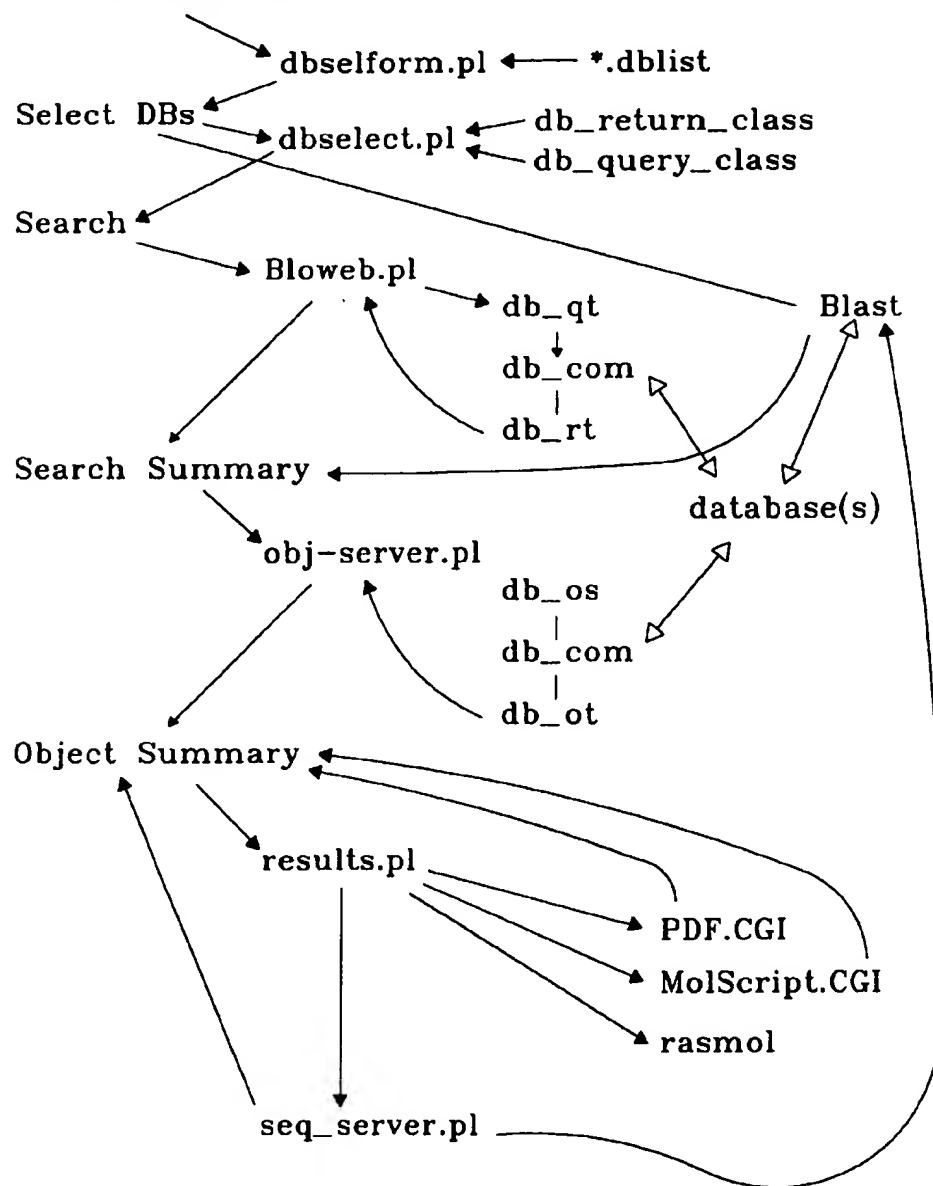 dbselform.pl *.dblist
Select DBs
dbselect.pl db_return_class
db_query_class
Search
Bloweb.pl
db_qt Blast
db_com
db_rt
Search Summary
database(s)
obj-server.pl
db_os
db_com
db_ot
Object Summary
results.pl
PDF.CGI
MolScript.CGI
rasmol
seq_server.pl